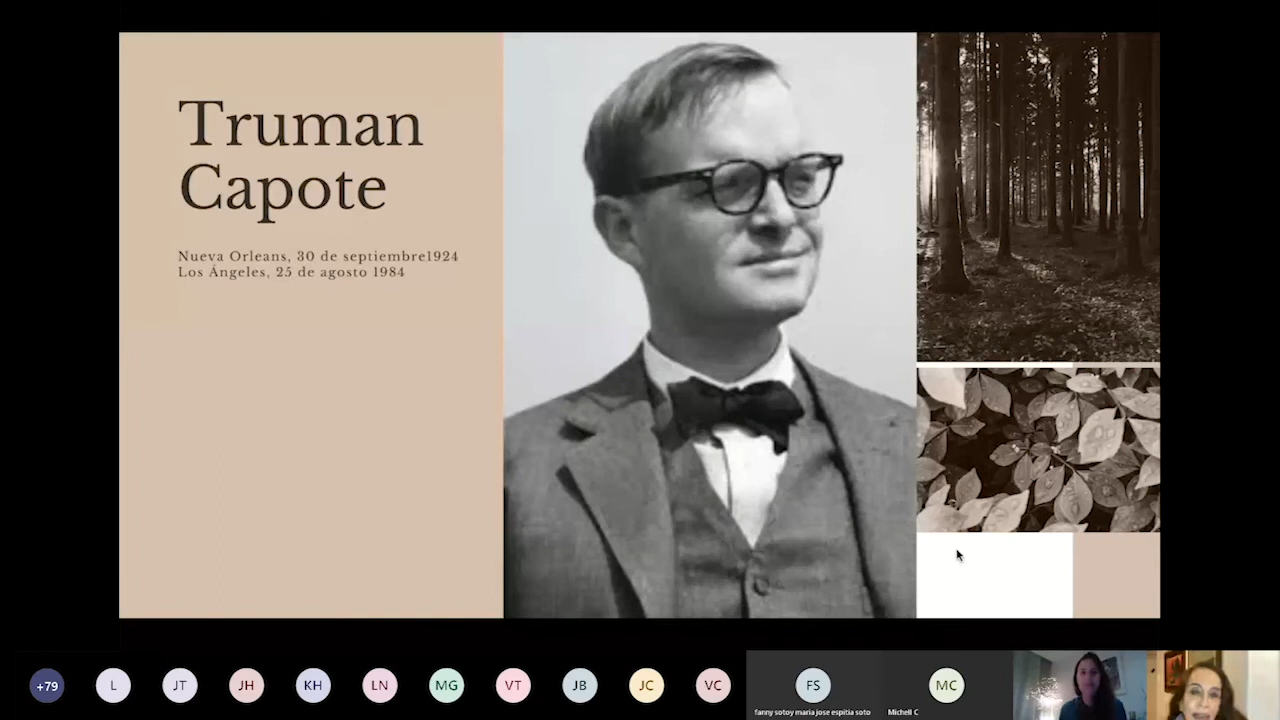 Truman
Capote
Nueva Orleans, 30 de septiembre1924
Los Ángeles, 25 de agosto 1984
+79
L
JT
JH
KH
LN
MG
VT
JB
JC
VC
FS
MC
fanny sotoy maria jose espitia soto
Michell C